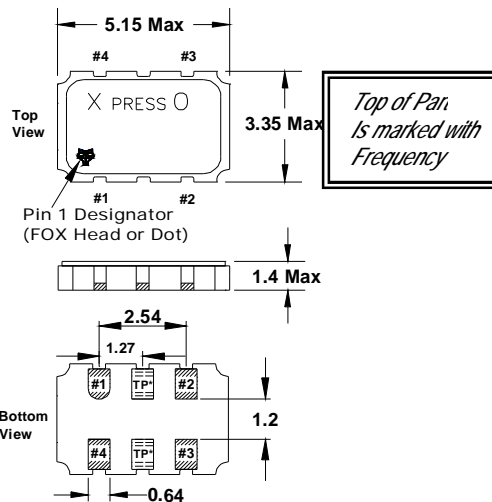 5.15 Max
#4 #3
X PRESS O
Top
View
3.35 Max
Top of Part
Is marked with
Frequency
#1 #2
Pin 1 Designator
(FOX Head or Dot)
1.4 Max
2.54
1.27
#1 TP* #2
Bottom
View
1.2
#4 TP* #3
0.64